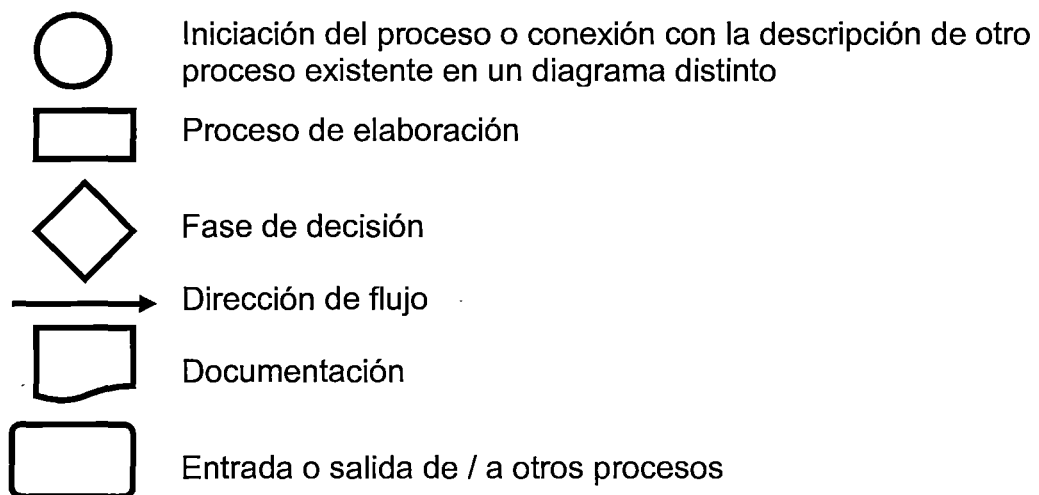 Iniciación del proceso o conexión con la descripción de otro
proceso existente en un diagrama distinto
Proceso de elaboración
Fase de decisión
Dirección de flujo
Documentación
Entrada o salida de / a otros procesos